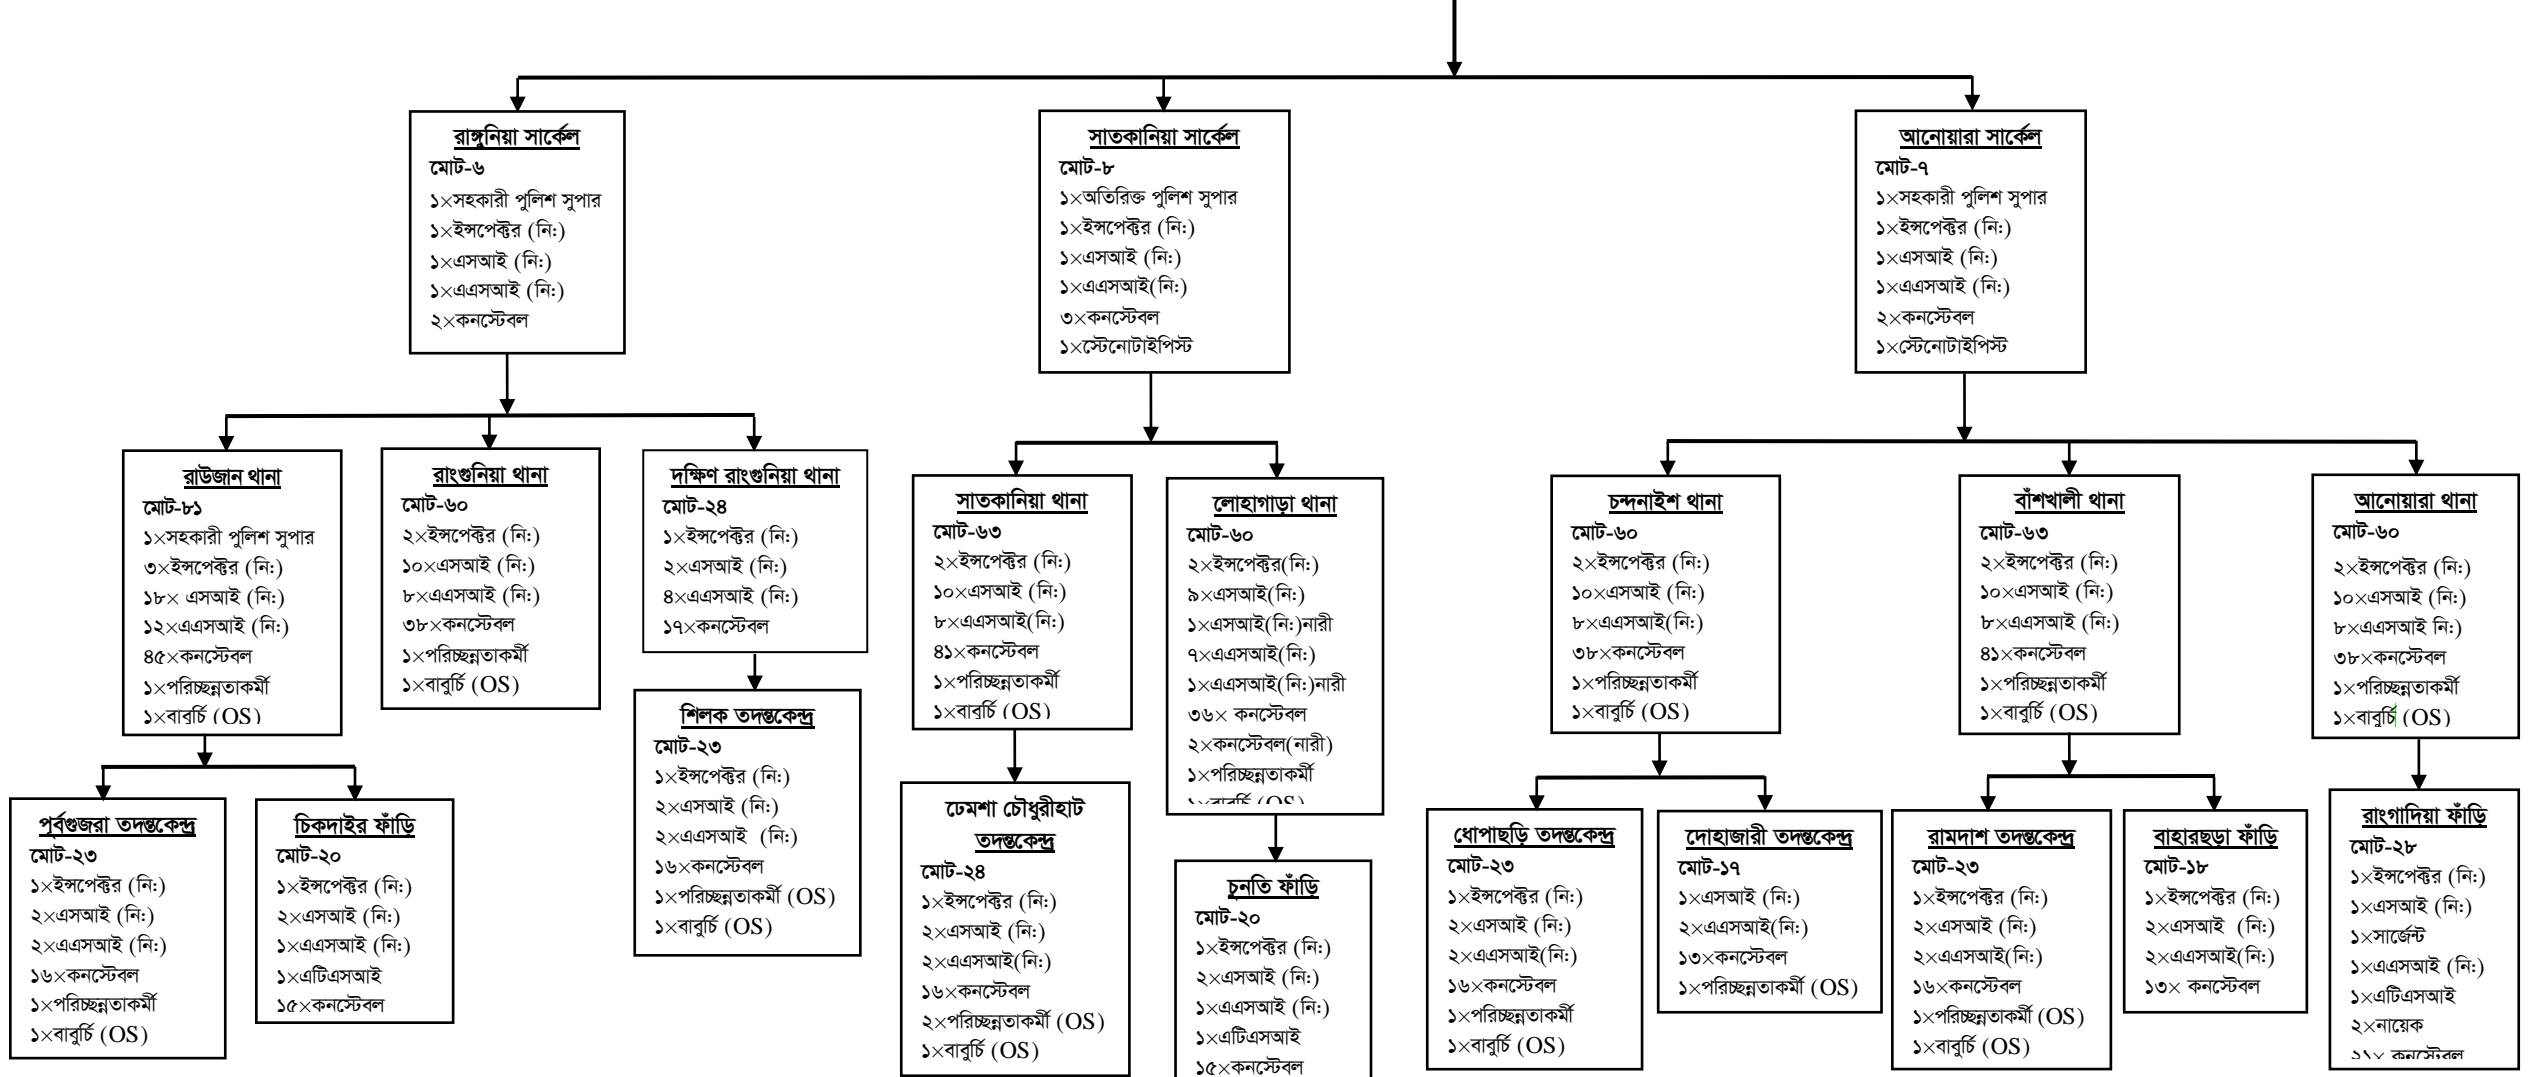 রাঙ্গুনিয়া সার্কেল
মোট-৬
১×সহকারী পুলিশ সুপার
১×ইন্সপেক্টর (নি:)
১×এসআই (নি:)
১×এএসআই (নি:)
২×কনস্টেবল
সাতকানিয়া সার্কেল
মোট-৮
১×অতিরিক্ত পুলিশ সুপার
১×ইন্সপেক্টর (নি:)
১×এসআই (নি:)
১×এএসআই(নি:)
৩×কনস্টেবল
১×স্টেনোটাইপিস্ট
আনোয়ারা সার্কেল
মোট-৭
১×সহকারী পুলিশ সুপার
১×ইন্সপেক্টর (নি:)
১×এসআই (নি:)
১×এএসআই (নি:)
২×কনস্টেবল
১×স্টেনোটাইপিস্ট
রাউজান থানা
মোট-৮১
১×সহকারী পুলিশ সুপার
৩×ইন্সপেক্টর (নি:)
১৮× এসআই (নি:)
১২×এএসআই (নি:)
৪৫×কনস্টেবল
১×পরিচ্ছন্নতাকর্মী
১×বাবুর্চি (OS)
রাংগুনিয়া থানা
মোট-৬০
২×ইন্সপেক্টর (নি:)
১০×এসআই (নি:)
৮×এএসআই (নি:)
৩৮×কনস্টেবল
১×পরিচ্ছন্নতাকর্মী
১×বাবুর্চি (OS)
দক্ষিণ রাংগুনিয়া থানা
মোট-২৪
১×ইন্সপেক্টর (নি:)
২×এসআই (নি:)
৪×এএসআই (নি:)
১৭×কনস্টেবল
সাতকানিয়া থানা
মোট-৬৩
২×ইন্সপেক্টর (নি:)
১০×এসআই (নি:)
৮×এএসআই(নি:)
৪১×কনস্টেবল
১×পরিচ্ছন্নতাকর্মী
১×বাবুর্চি (OS)
লোহাগাড়া থানা
মোট-৬০
২×ইন্সপেক্টর(নি:)
৯×এসআই(নি:)
১×এসআই(নি:)নারী
৭×এএসআই(নি:)
১×এএসআই(নি:)নারী
৩৬× কনস্টেবল
২×কনস্টেবল(নারী)
১×পরিচ্ছন্নতাকর্মী
১×বাবুর্চি (OS)
চন্দনাইশ থানা
মোট-৬০
২×ইন্সপেক্টর (নি:)
১০×এসআই (নি:)
৮×এএসআই(নি:)
৩৮×কনস্টেবল
১×পরিচ্ছন্নতাকর্মী
১×বাবুর্চি (OS)
বাঁশখালী থানা
মোট-৬৩
২×ইন্সপেক্টর (নি:)
১০×এসআই (নি:)
৮×এএসআই (নি:)
৪১×কনস্টেবল
১×পরিচ্ছন্নতাকর্মী
১×বাবুর্চি (OS)
আনোয়ারা থানা
মোট-৬০
২×ইন্সপেক্টর (নি:)
১০×এসআই (নি:)
৮×এএসআই নি:)
৩৮×কনস্টেবল
১×পরিচ্ছন্নতাকর্মী
১×বাবুর্চি (OS)
পূর্বগুজরা তদন্তকেন্দ্র
মোট-২৩
১×ইন্সপেক্টর (নি:)
২×এসআই (নি:)
২×এএসআই (নি:)
১৬×কনস্টেবল
১×পরিচ্ছন্নতাকর্মী
১×বাবুর্চি (OS)
চিকদাইর ফাঁড়ি
মোট-২০
১×ইন্সপেক্টর (নি:)
২×এসআই (নি:)
১×এএসআই (নি:)
১×এটিএসআই
১৫×কনস্টেবল
শিলক তদন্তকেন্দ্র
মোট-২৩
১×ইন্সপেক্টর (নি:)
২×এসআই (নি:)
২×এএসআই (নি:)
১৬×কনস্টেবল
১×পরিচ্ছন্নতাকর্মী (OS)
১×বাবুর্চি (OS)
ঢেমশা চৌধুরীহাট
তদন্তকেন্দ্র
মোট-২৪
১×ইন্সপেক্টর (নি:)
২×এসআই (নি:)
২×এএসআই(নি:)
১৬×কনস্টেবল
২×পরিচ্ছন্নতাকর্মী (OS)
১×বাবুর্চি (OS)
চুনতি ফাঁড়ি
মোট-২০
১×ইন্সপেক্টর (নি:)
২×এসআই (নি:)
১×এএসআই (নি:)
১×এটিএসআই
১৫×কনস্টেবল
ধোপাছড়ি তদন্তকেন্দ্র
মোট-২৩
১×ইন্সপেক্টর (নি:)
২×এসআই (নি:)
২×এএসআই(নি:)
১৬×কনস্টেবল
১×পরিচ্ছন্নতাকর্মী
১×বাবুর্চি (OS)
দোহাজারী তদন্তকেন্দ্র
মোট-১৭
১×এসআই (নি:)
২×এএসআই(নি:)
১৩×কনস্টেবল
১×পরিচ্ছন্নতাকর্মী (OS)
রামদাশ তদন্তকেন্দ্র
মোট-২৩
১×ইন্সপেক্টর (নি:)
২×এসআই (নি:)
২×এএসআই(নি:)
১৬×কনস্টেবল
১×পরিচ্ছন্নতাকর্মী (OS)
১×বাবুর্চি (OS)
বাহারছড়া ফাঁড়ি
মোট-১৮
১×ইন্সপেক্টর (নি:)
২×এসআই (নি:)
২×এএসআই(নি:)
১৩× কনস্টেবল
রাংগাদিয়া ফাঁড়ি
মোট-২৮
১×ইন্সপেক্টর (নি:)
১×এসআই (নি:)
১×সার্জেন্ট
১×এএসআই (নি:)
১×এটিএসআই
২×নায়েক
২১× কনস্টেবল